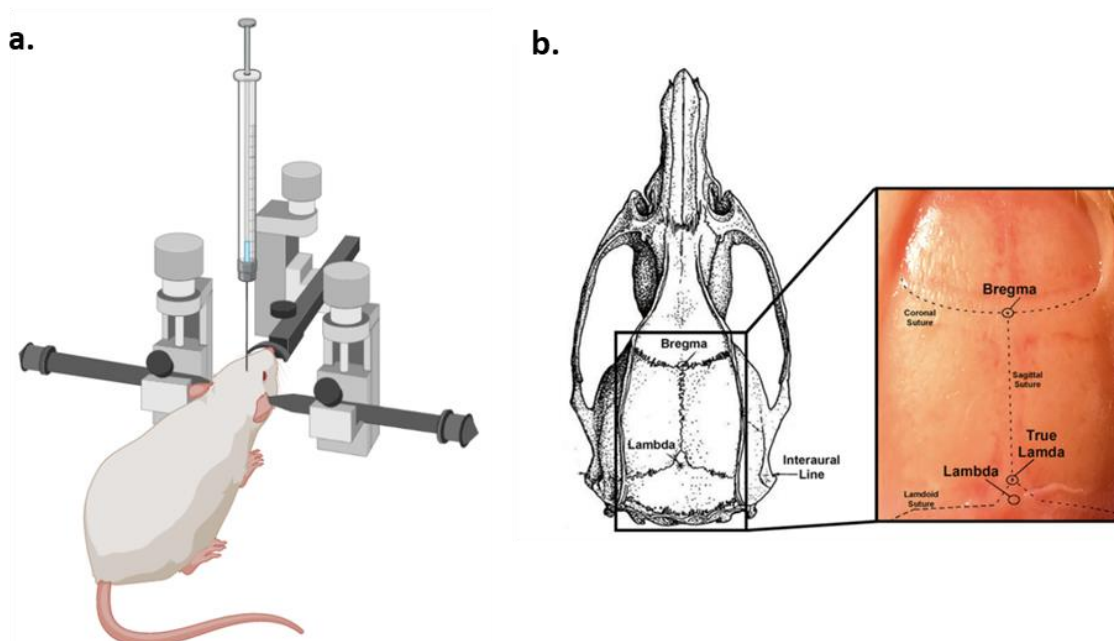 a.
b.
Bregma
Lambda
Interaural
Line
Bregma
Coronal
Suture
Sagittal
Suture
True
Lamda
Lambda
Lamdoid
Suture